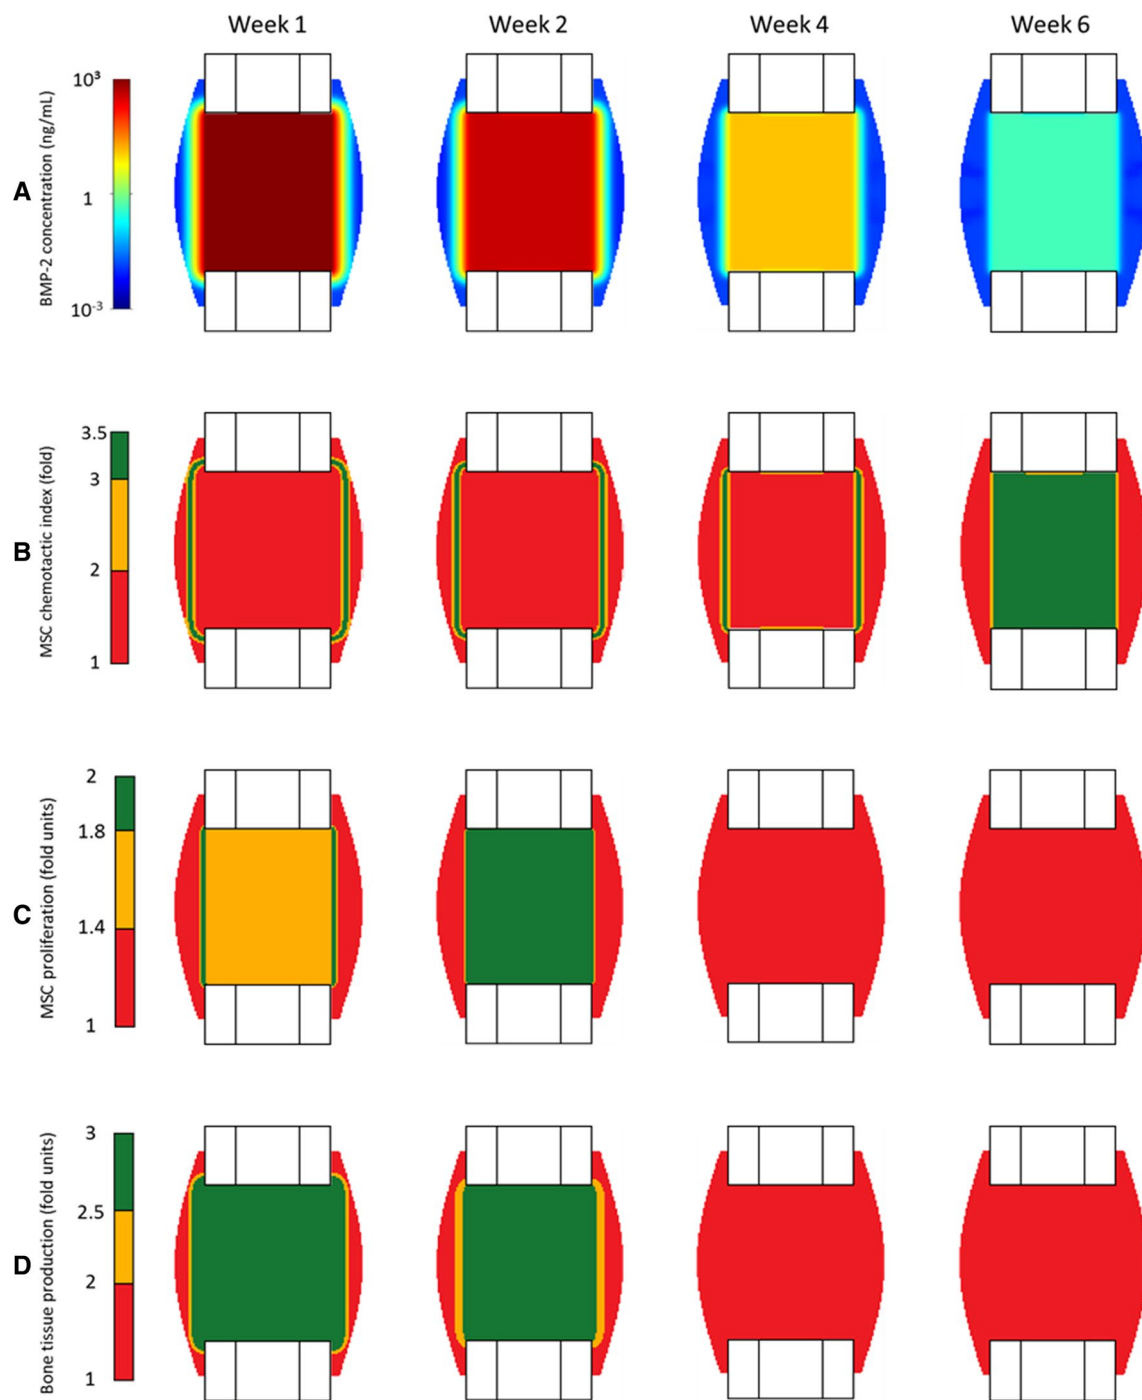 Week 1 Week 2 Week 4 Week 6
A
BMP-2 concentration (ng/mL)
10³
1
10⁻³
B
MSC chemotactic index (fold)
3.5
3
2
1
C
MSC proliferation (fold units)
2
1.8
1.4
1
D
Bone tissue production (fold units)
3
2.5
2
1